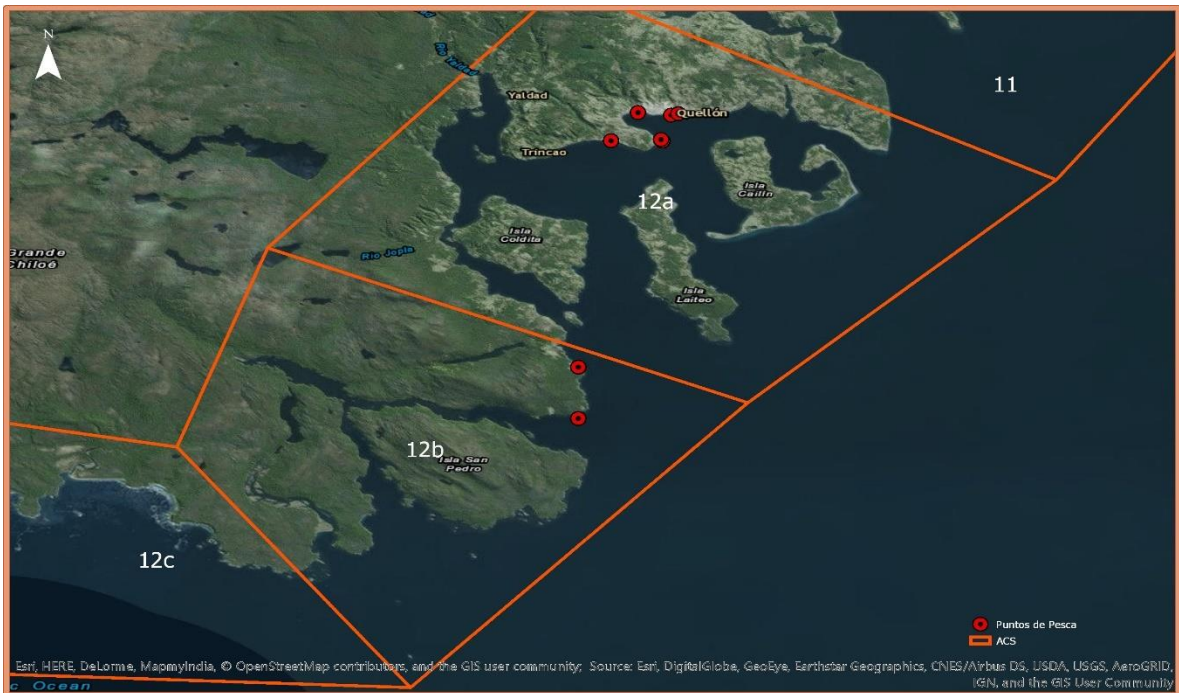 N
11
Río Yaldad
Yaldad
Quellón
Trincao
Isla
Cailín
12a
Isla
Coldita
Grande
Chiloé
Río Jopla
Isla
Laiteo
12b
Isla San
Pedro
12c
Puntos de Pesca
ACS
Esri, HERE, DeLorme, MapmyIndia, © OpenStreetMap contributors, and the GIS user community; Source: Esri, DigitalGlobe, GeoEye, Earthstar Geographics, CNES/Airbus DS, USDA, USGS, AeroGRID,
IGN, and the GIS User Community
c Ocean